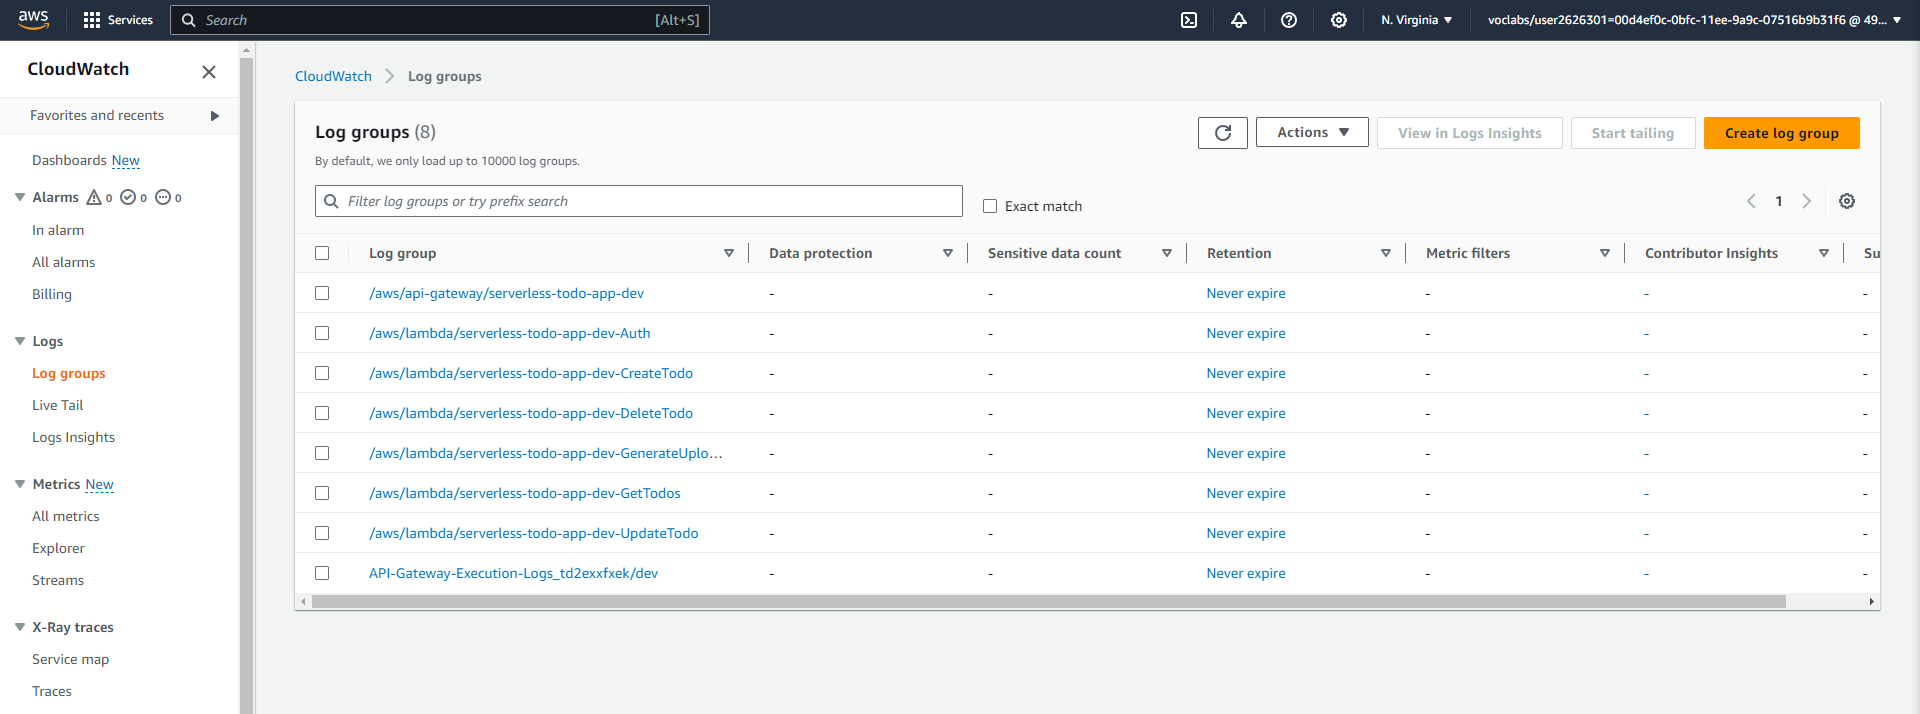 aws
Services
Search
[Alt+S]
N. Virginia
voclabs/user2626301=00d4ef0c-0bfc-11ee-9a9c-07516b9b31f6 @ 49...
CloudWatch
Favorites and recents
Dashboards New
Alarms 0 0 0
In alarm
All alarms
Billing
Logs
Log groups
Live Tail
Logs Insights
Metrics New
All metrics
Explorer
Streams
X-Ray traces
Service map
Traces
CloudWatch Log groups
Log groups (8)
By default, we only load up to 10000 log groups.
Actions
View in Logs Insights
Start tailing
Create log group
Filter log groups or try prefix search
Exact match
1
Log group Data protection Sensitive data count Retention Metric filters Contributor Insights Su
/aws/api-gateway/serverless-todo-app-dev - - Never expire - - -
/aws/lambda/serverless-todo-app-dev-Auth - - Never expire - - -
/aws/lambda/serverless-todo-app-dev-CreateTodo - - Never expire - - -
/aws/lambda/serverless-todo-app-dev-DeleteTodo - - Never expire - - -
/aws/lambda/serverless-todo-app-dev-GenerateUplo... - - Never expire - - -
/aws/lambda/serverless-todo-app-dev-GetTodos - - Never expire - - -
/aws/lambda/serverless-todo-app-dev-UpdateTodo - - Never expire - - -
API-Gateway-Execution-Logs_td2exxfxek/dev - - Never expire - - -